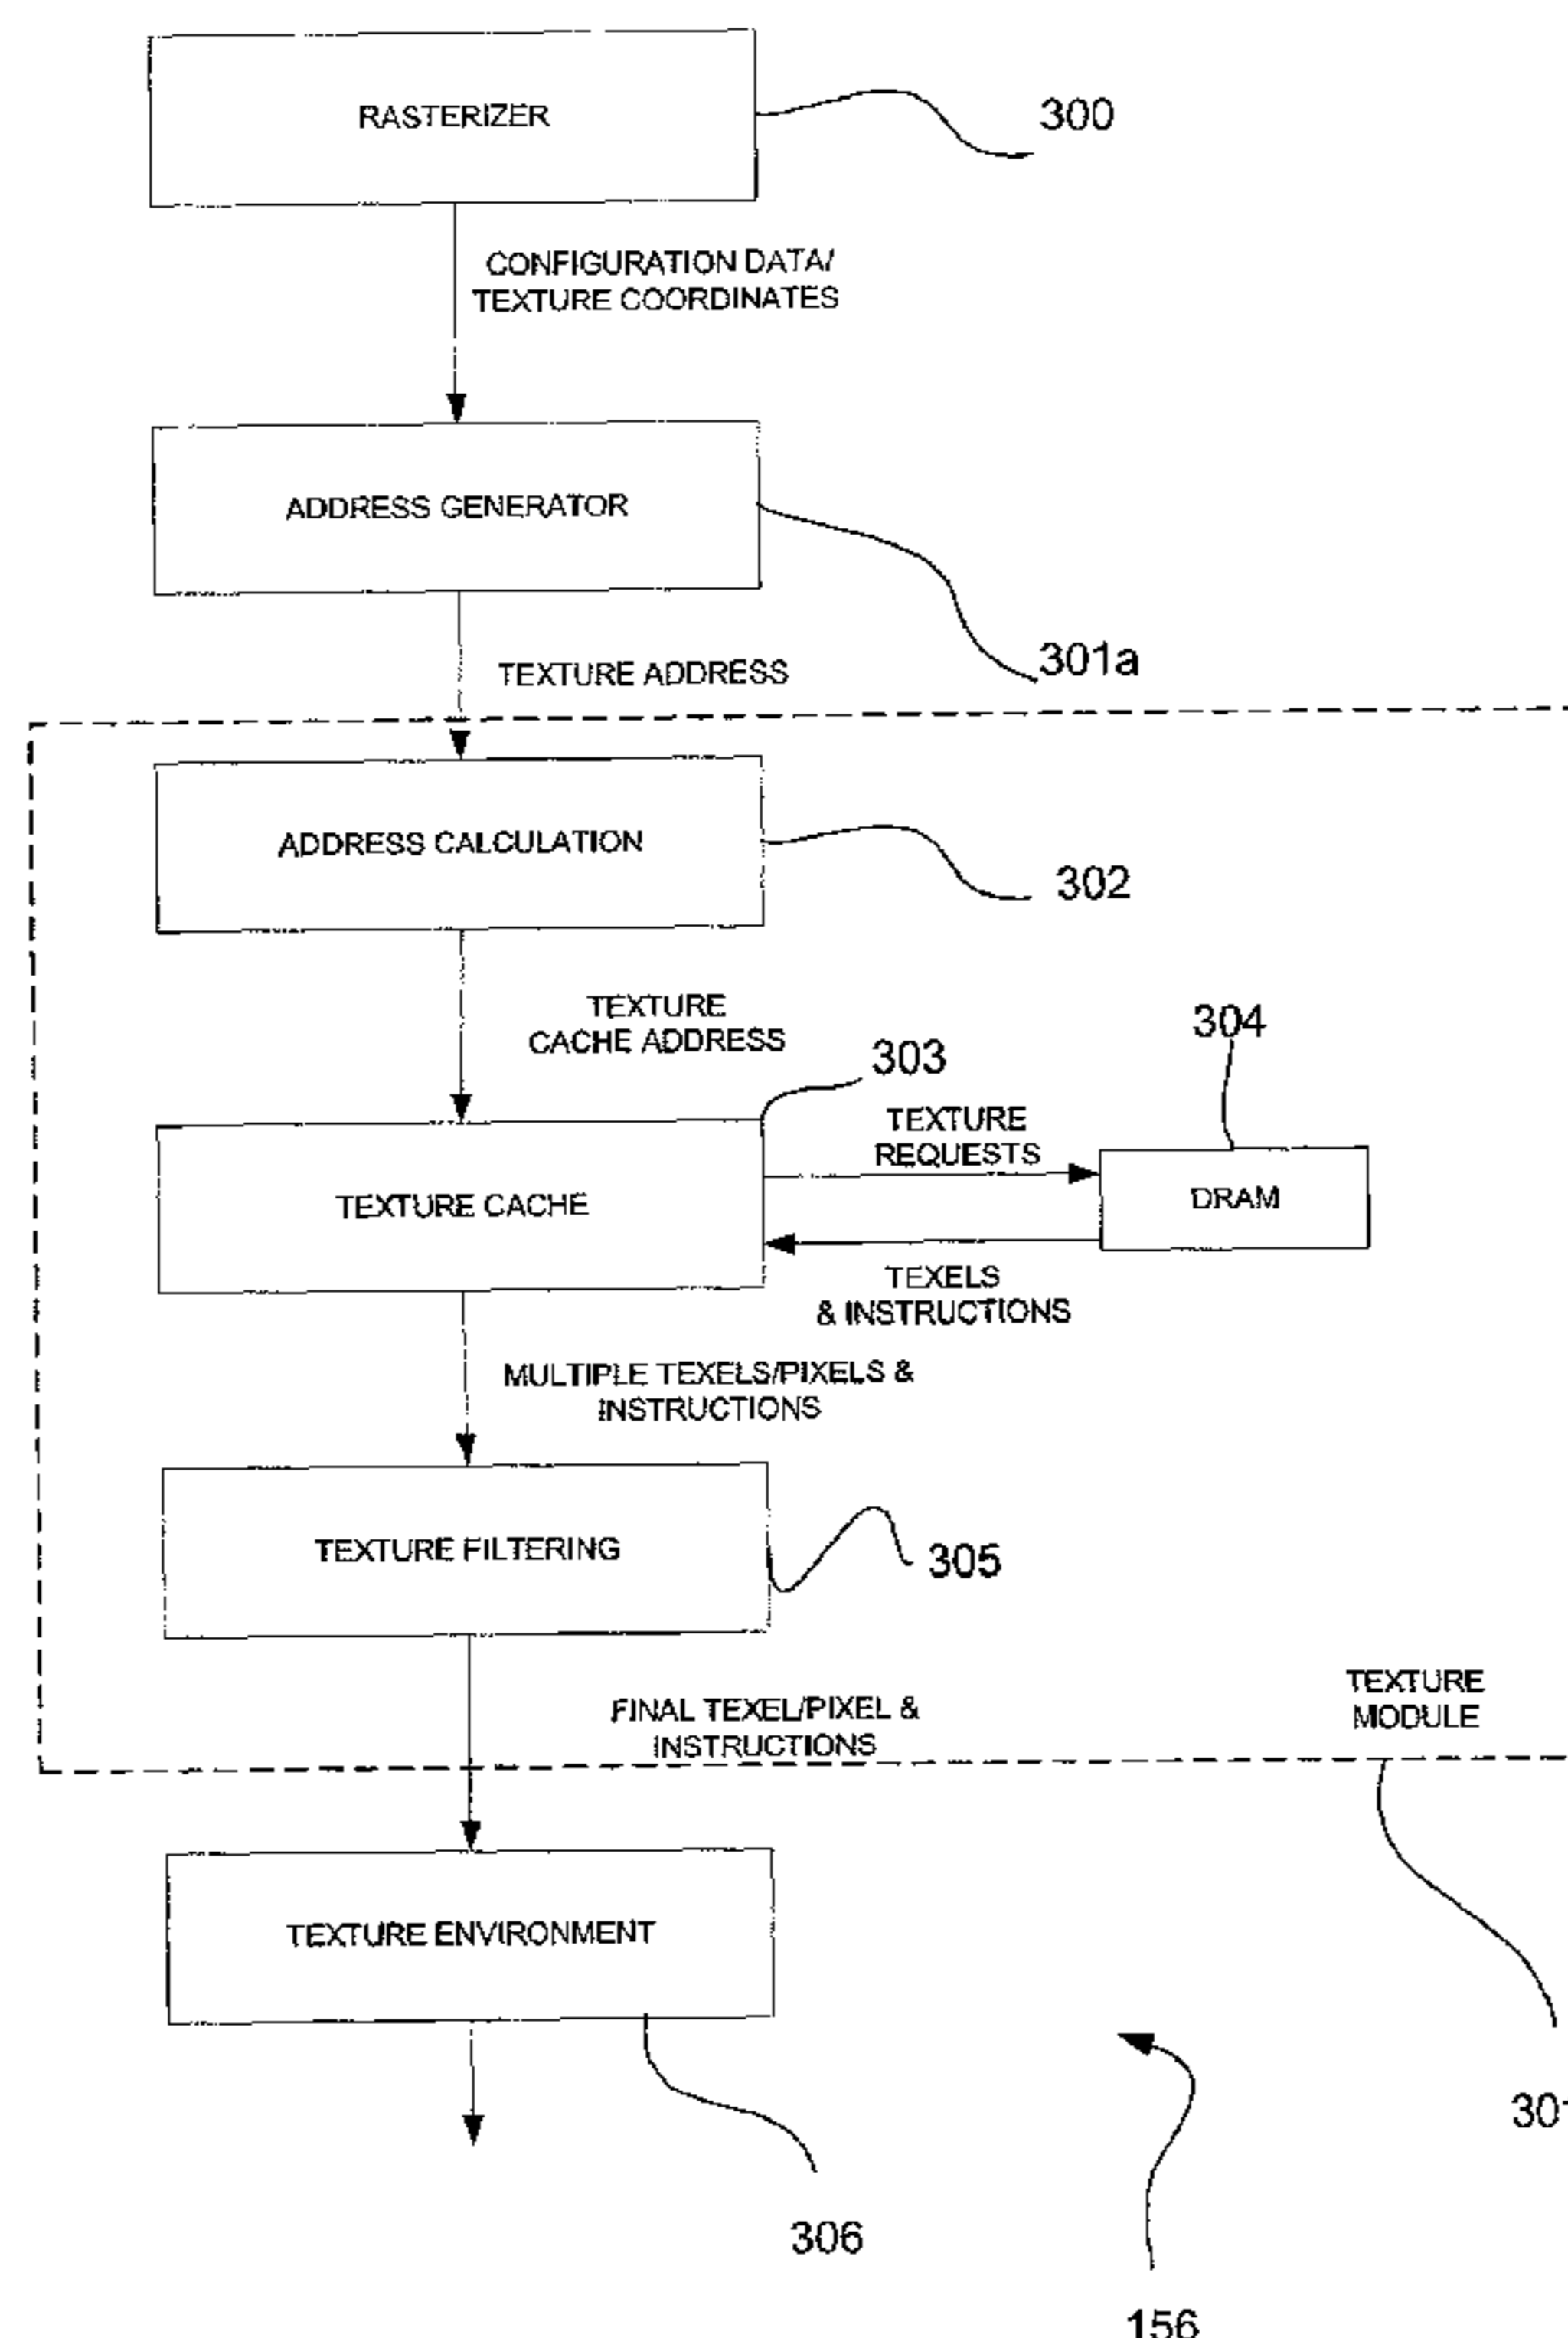 RASTERIZER
300
CONFIGURATION DATA/
TEXTURE COORDINATES
ADDRESS GENERATOR
301a
TEXTURE ADDRESS
ADDRESS CALCULATION
302
TEXTURE
CACHE ADDRESS
303
304
TEXTURE
REQUESTS
TEXTURE CACHE
DRAM
TEXELS
& INSTRUCTIONS
MULTIPLE TEXELS/PIXELS &
INSTRUCTIONS
TEXTURE FILTERING
305
TEXTURE
MODULE
FINAL TEXEL/PIXEL &
INSTRUCTIONS
TEXTURE ENVIRONMENT
306
156